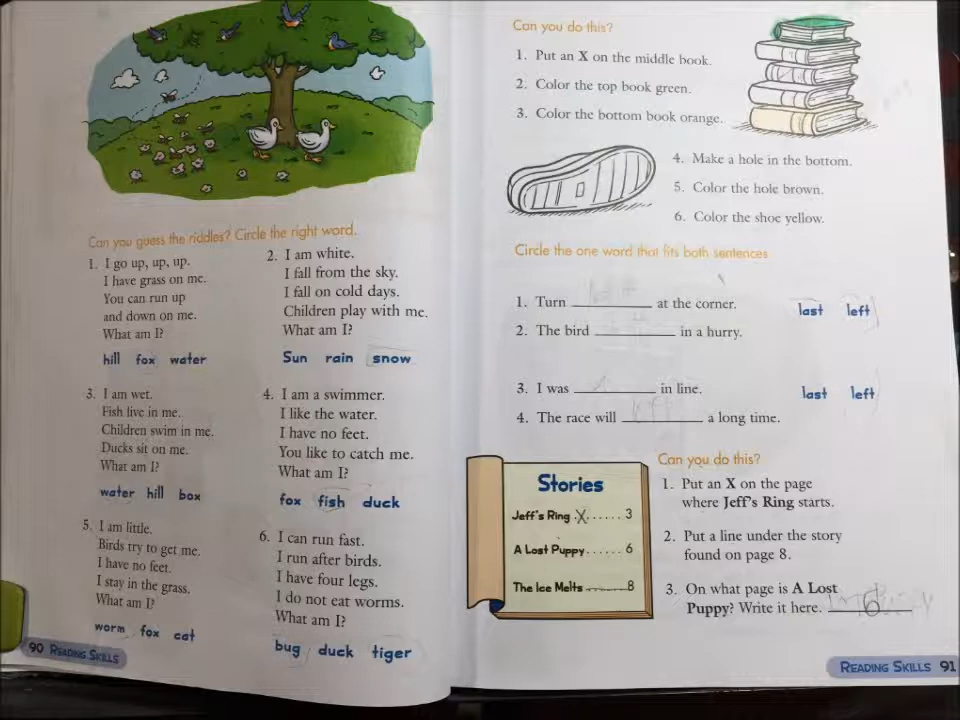 Can you guess the riddles? Circle the right word.
1. I go up, up, up.
I have grass on me.
You can run up
and down on me.
What am I?
hill fox water
2. I am white.
I fall from the sky.
I fall on cold days.
Children play with me.
What am I?
Sun rain snow
3. I am wet.
Fish live in me.
Children swim in me.
Ducks sit on me.
What am I?
water hill box
4. I am a swimmer.
I like the water.
I have no feet.
You like to catch me.
What am I?
fox fish duck
5. I am little.
Birds try to get me.
I have no feet.
I stay in the grass.
What am I?
worm fox cat
6. I can run fast.
I run after birds.
I have four legs.
I do not eat worms.
What am I?
bug duck tiger
90 READING SKILLS
Can you do this?
1. Put an X on the middle book.
2. Color the top book green.
3. Color the bottom book orange.
4. Make a hole in the bottom.
5. Color the hole brown.
6. Color the shoe yellow.
Circle the one word that fits both sentences
1. Turn __________ at the corner.
2. The bird __________ in a hurry.
last left
3. I was __________ in line.
4. The race will __________ a long time.
last left
Stories
Jeff's Ring .X...... 3
A Lost Puppy...... 6
The Ice Melts ........8
Can you do this?
1. Put an X on the page
where Jeff's Ring starts.
2. Put a line under the story
found on page 8.
3. On what page is A Lost
Puppy? Write it here. 6
READING SKILLS 91